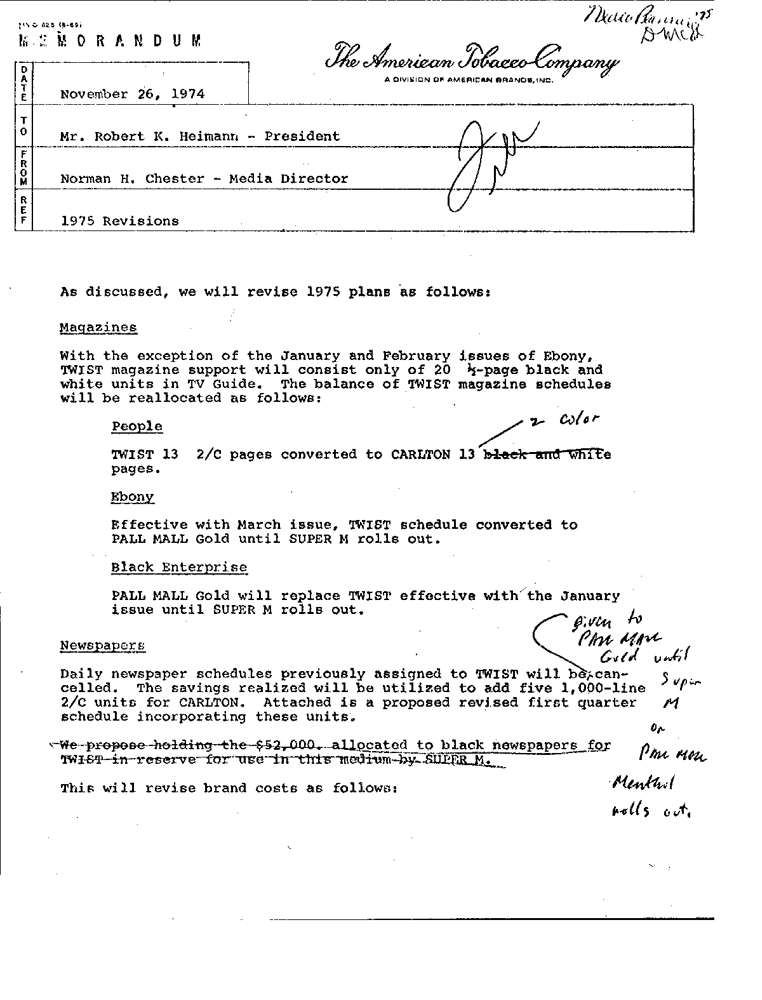 MEMORANDUM
The American Tobacco Company
A DIVISION OF AMERICAN BRANDS, INC.
DATE
November 26, 1974
TO
Mr. Robert K. Heimann - President
FROM
Norman H. Chester - Media Director
REF
1975 Revisions
As discussed, we will revise 1975 plans as follows:
Magazines
With the exception of the January and February issues of Ebony,
TWIST magazine support will consist only of 20 ½-page black and
white units in TV Guide. The balance of TWIST magazine schedules
will be reallocated as follows:
2 color
People
TWIST 13 2/C pages converted to CARLTON 13 black and white
pages.
Ebony
Effective with March issue, TWIST schedule converted to
PALL MALL Gold until SUPER M rolls out.
Black Enterprise
PALL MALL Gold will replace TWIST effective with the January
issue until SUPER M rolls out.
given to
Pall Mall
Gold until
Super
M
or
Pall Mall
Menthol
rolls out.
Newspapers
Daily newspaper schedules previously assigned to TWIST will be can-
celled. The savings realized will be utilized to add five 1,000-line
2/C units for CARLTON. Attached is a proposed revised first quarter
schedule incorporating these units.
We propose holding the $52,000. allocated to black newspapers for
TWIST in reserve for use in this medium by SUPER M.
This will revise brand costs as follows: